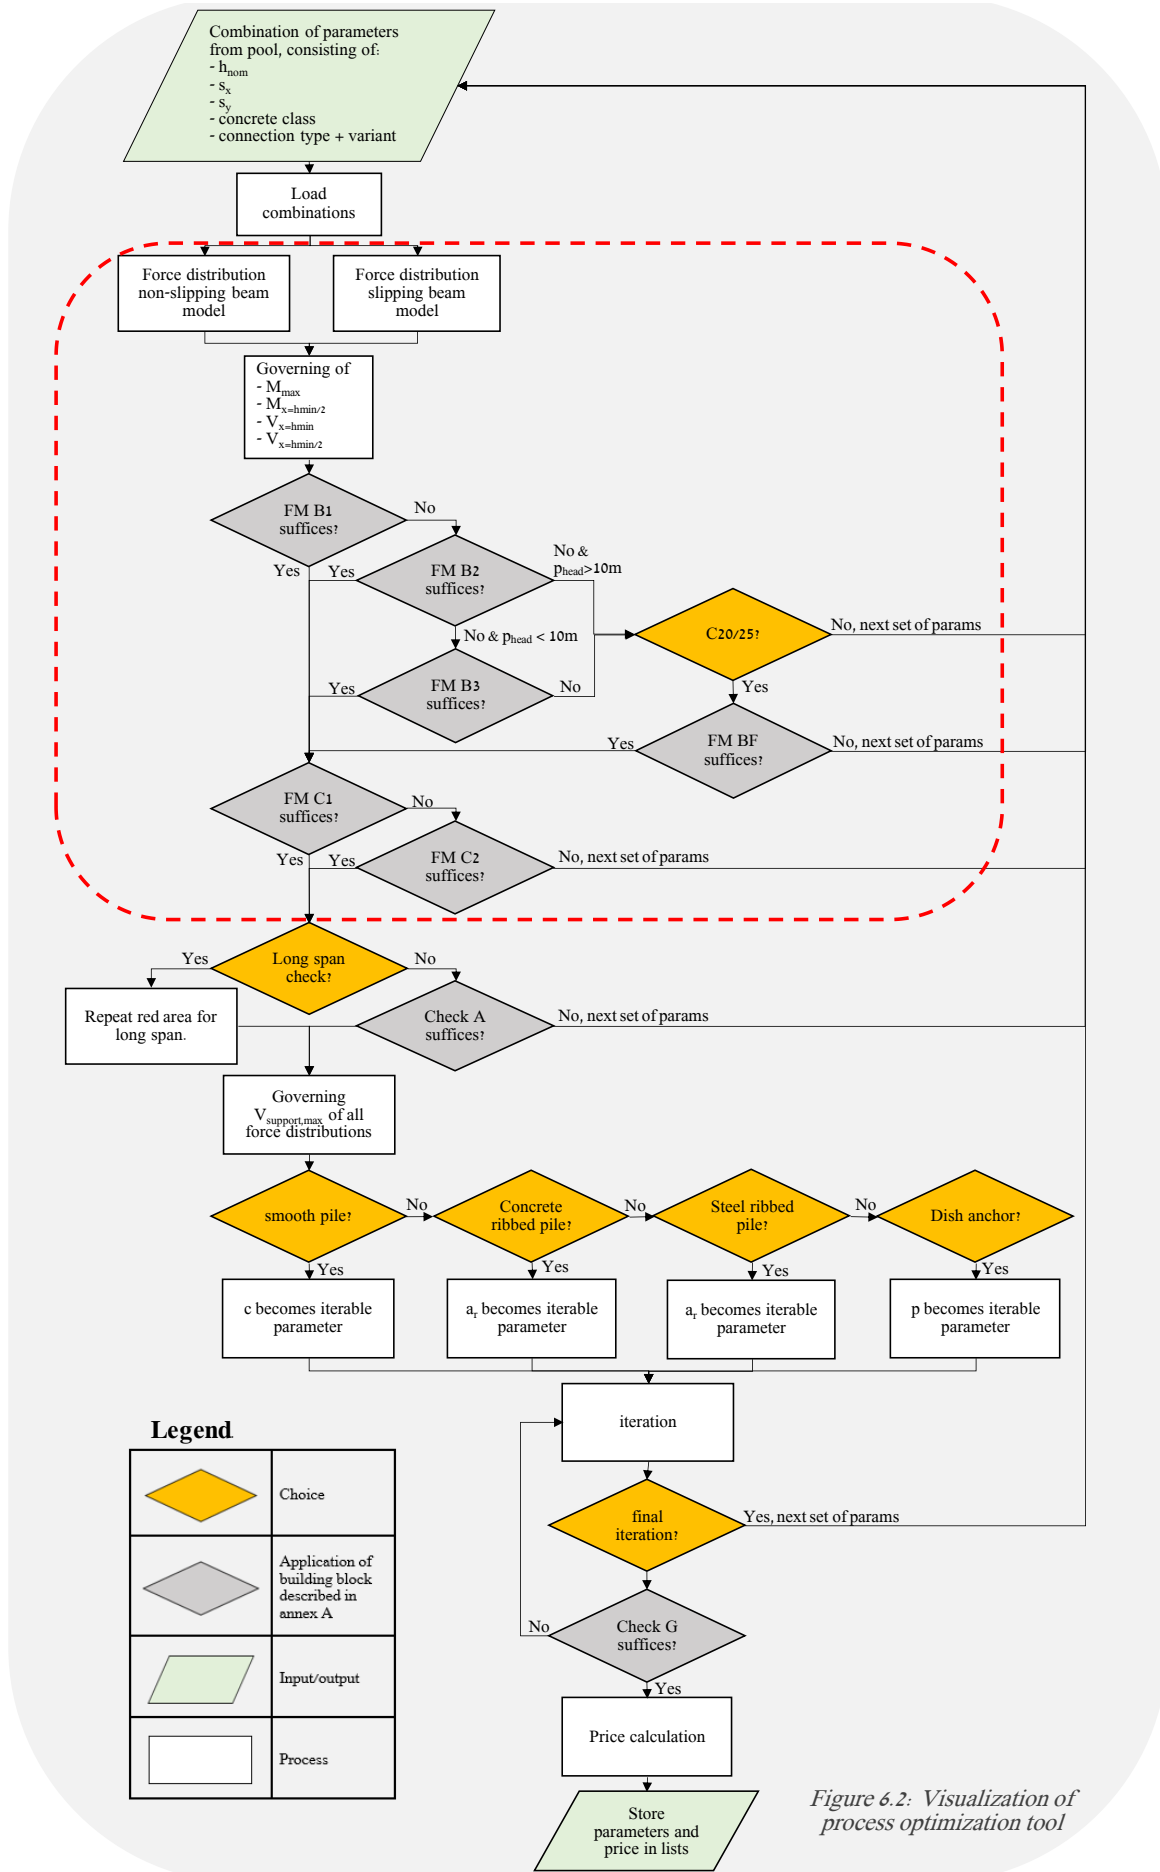 Combination of parameters
from pool, consisting of:
- hnom
- sx
- sy
- concrete class
- connection type + variant
Load
combinations
Force distribution
non-slipping beam
model
Force distribution
slipping beam
model
Governing of
- Mmax
- Mx=hmin/2
- Vx=hmin
- Vx=hmin/2
FM B1
suffices?
No
Yes
FM B2
suffices?
Yes
No &
phead>10m
No & phead < 10m
FM B3
suffices?
Yes
No
C20/25?
No, next set of params
Yes
FM BF
suffices?
Yes
No, next set of params
FM C1
suffices?
No
Yes
FM C2
suffices?
Yes
No, next set of params
Long span
check?
Yes
No
Repeat red area for
long span.
Check A
suffices?
No, next set of params
Governing
Vsupport,max of all
force distributions
smooth pile?
No
Concrete
ribbed pile?
No
Steel ribbed
pile?
No
Dish anchor?
Yes
Yes
Yes
Yes
c becomes iterable
parameter
ar becomes iterable
parameter
ar becomes iterable
parameter
p becomes iterable
parameter
iteration
final
iteration?
Yes, next set of params
Check G
suffices?
No
Yes
Price calculation
Store
parameters and
price in lists
Legend
Choice
Application of
building block
described in
annex A
Input/output
Process
Figure 6.2: Visualization of
process optimization tool